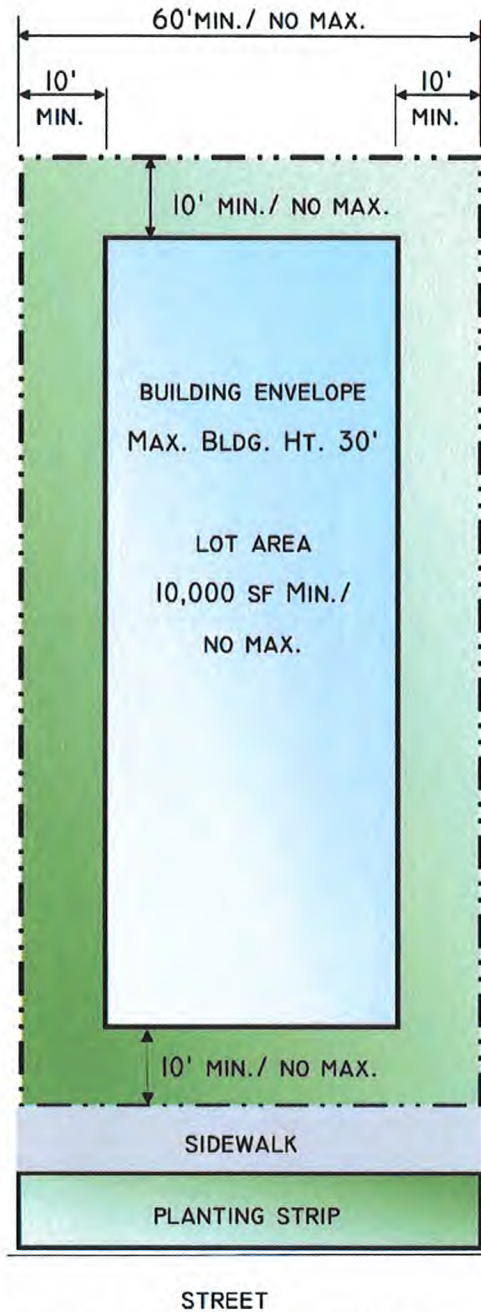 60'MIN./ NO MAX.
10'
MIN.
10'
MIN.
10' MIN./ NO MAX.
BUILDING ENVELOPE
MAX. BLDG. HT. 30'
LOT AREA
10,000 SF MIN./
NO MAX.
10' MIN./ NO MAX.
SIDEWALK
PLANTING STRIP
STREET